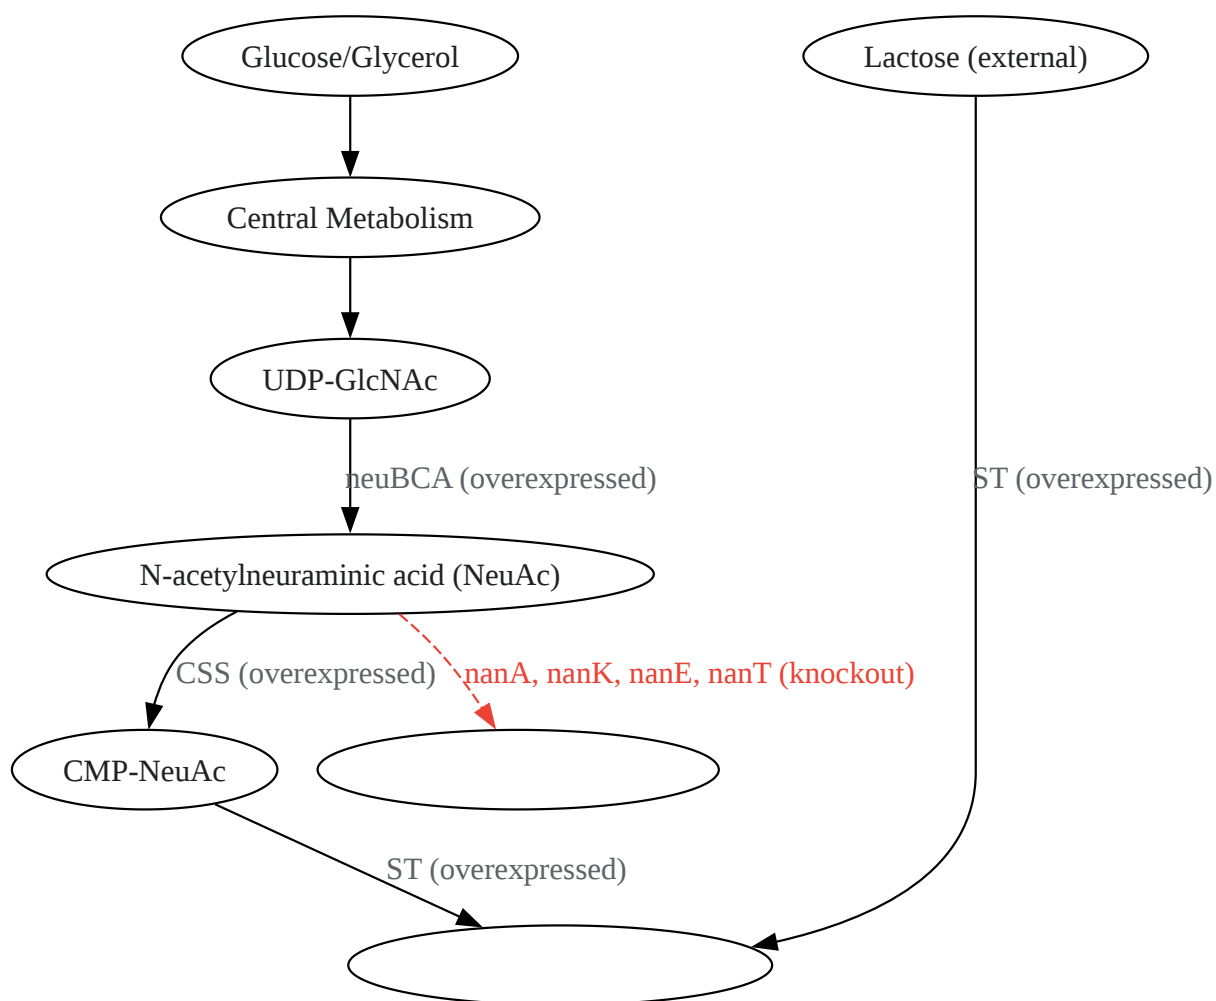 Glucose/Glycerol
Lactose (external)
Central Metabolism
UDP-GlcNAc
neuBCA (overexpressed)
ST (overexpressed)
N-acetylneuraminic acid (NeuAc)
CSS (overexpressed)
nanA, nanK, nanE, nanT (knockout)
CMP-NeuAc
ST (overexpressed)